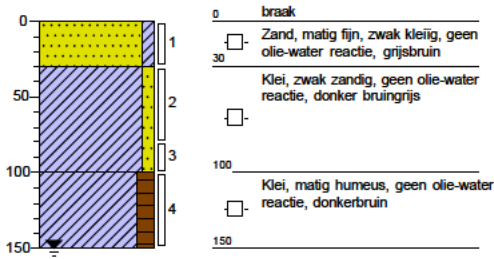 0
50
100
150
1
2
3
4
0 braak
Zand, matig fijn, zwak kleiïg, geen
olie-water reactie, grijsbruin
30
Klei, zwak zandig, geen olie-water
reactie, donker bruingrijs
100
Klei, matig humeus, geen olie-water
reactie, donkerbruin
150